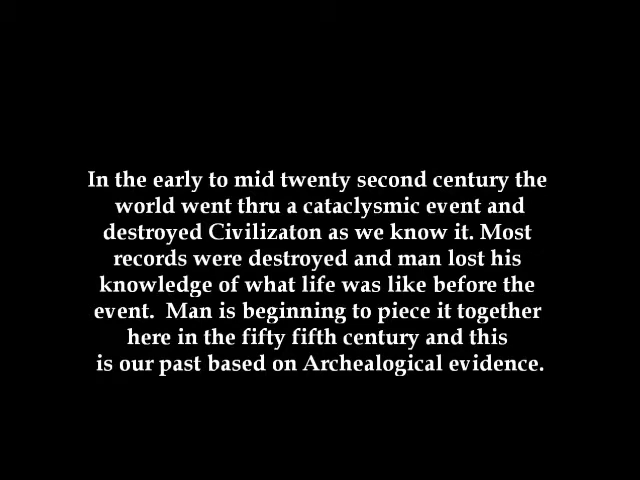 In the early to mid twenty second century the
world went thru a cataclysmic event and
destroyed Civilizaton as we know it. Most
records were destroyed and man lost his
knowledge of what life was like before the
event.  Man is beginning to piece it together
here in the fifty fifth century and this
is our past based on Archealogical evidence.